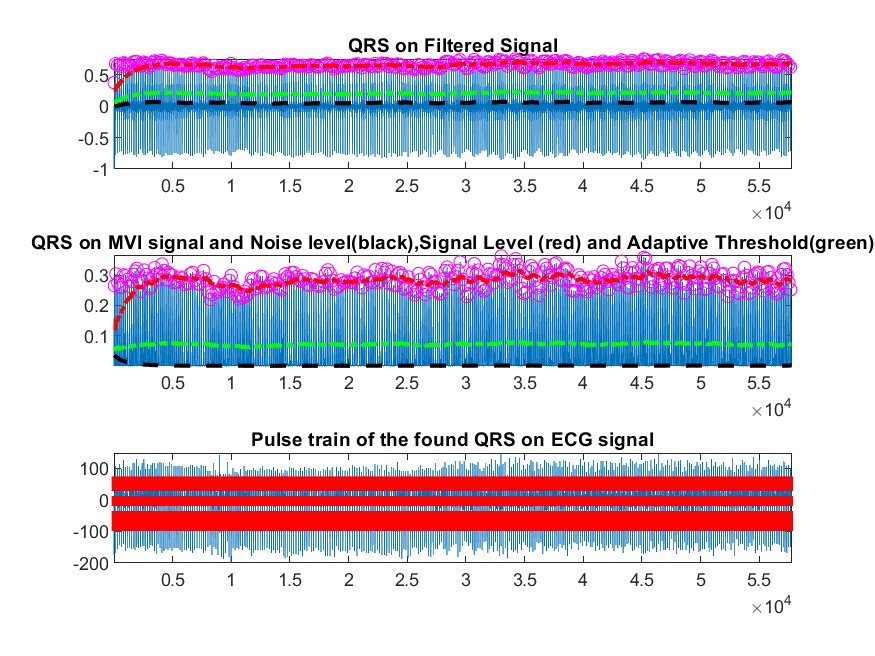 QRS on Filtered Signal
0.5
0
-0.5
-1
0.5 1 1.5 2 2.5 3 3.5 4 4.5 5 5.5
×10^4
QRS on MVI signal and Noise level(black),Signal Level (red) and Adaptive Threshold(green)
0.3
0.2
0.1
0.5 1 1.5 2 2.5 3 3.5 4 4.5 5 5.5
×10^4
Pulse train of the found QRS on ECG signal
100
0
-100
-200
0.5 1 1.5 2 2.5 3 3.5 4 4.5 5 5.5
×10^4